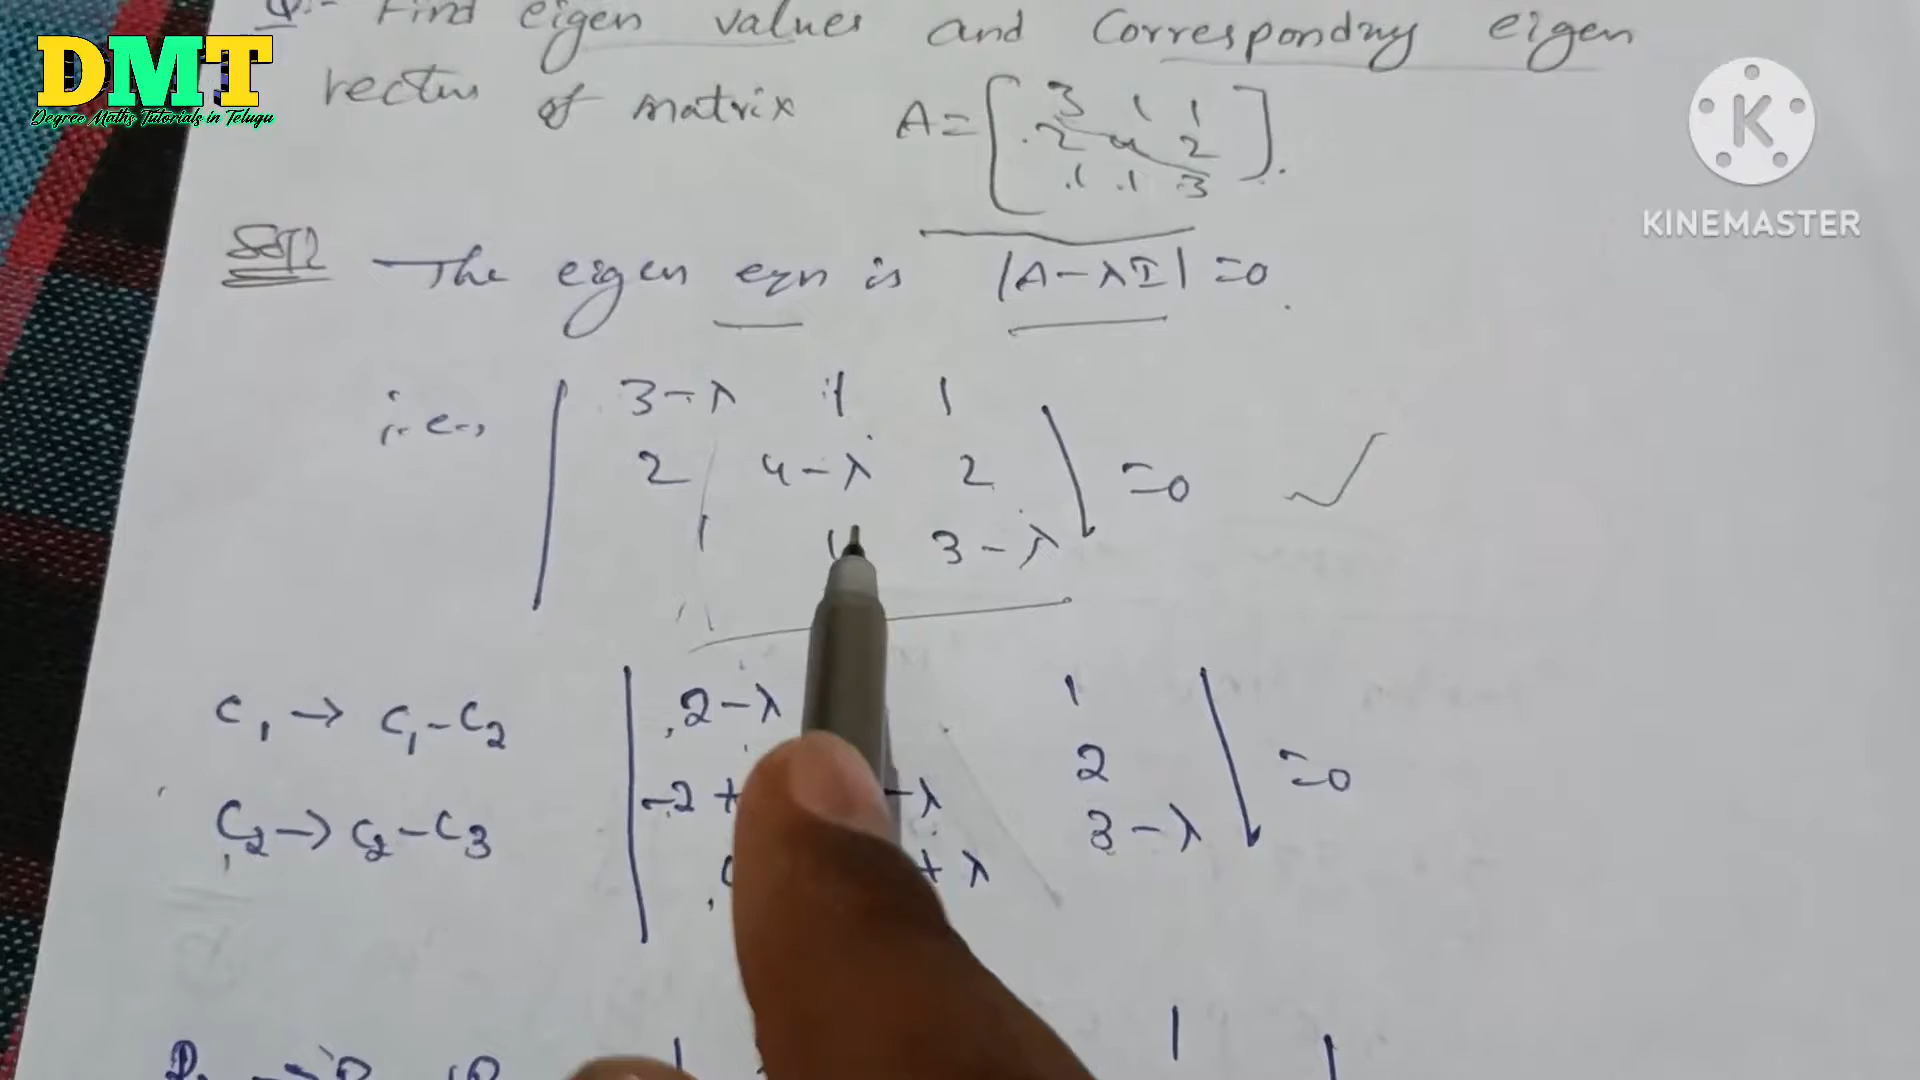 Q:- Find eigen values and corresponding eigen
vectors of matrix A = [ 3 1 1
2 4 2
1 1 3 ].
DMT
Degree Maths Tutorials in Telugu
K
KINEMASTER
Sol: The eigen eqn is |A-λI| = 0.
i.e., | 3-λ 1 1
2 4-λ 2
1 1 3-λ | = 0
C₁ → C₁-C₂ | 2-λ 1
-2+ -λ 2
C₂ → C₂-C₃ +λ 3-λ | = 0
1